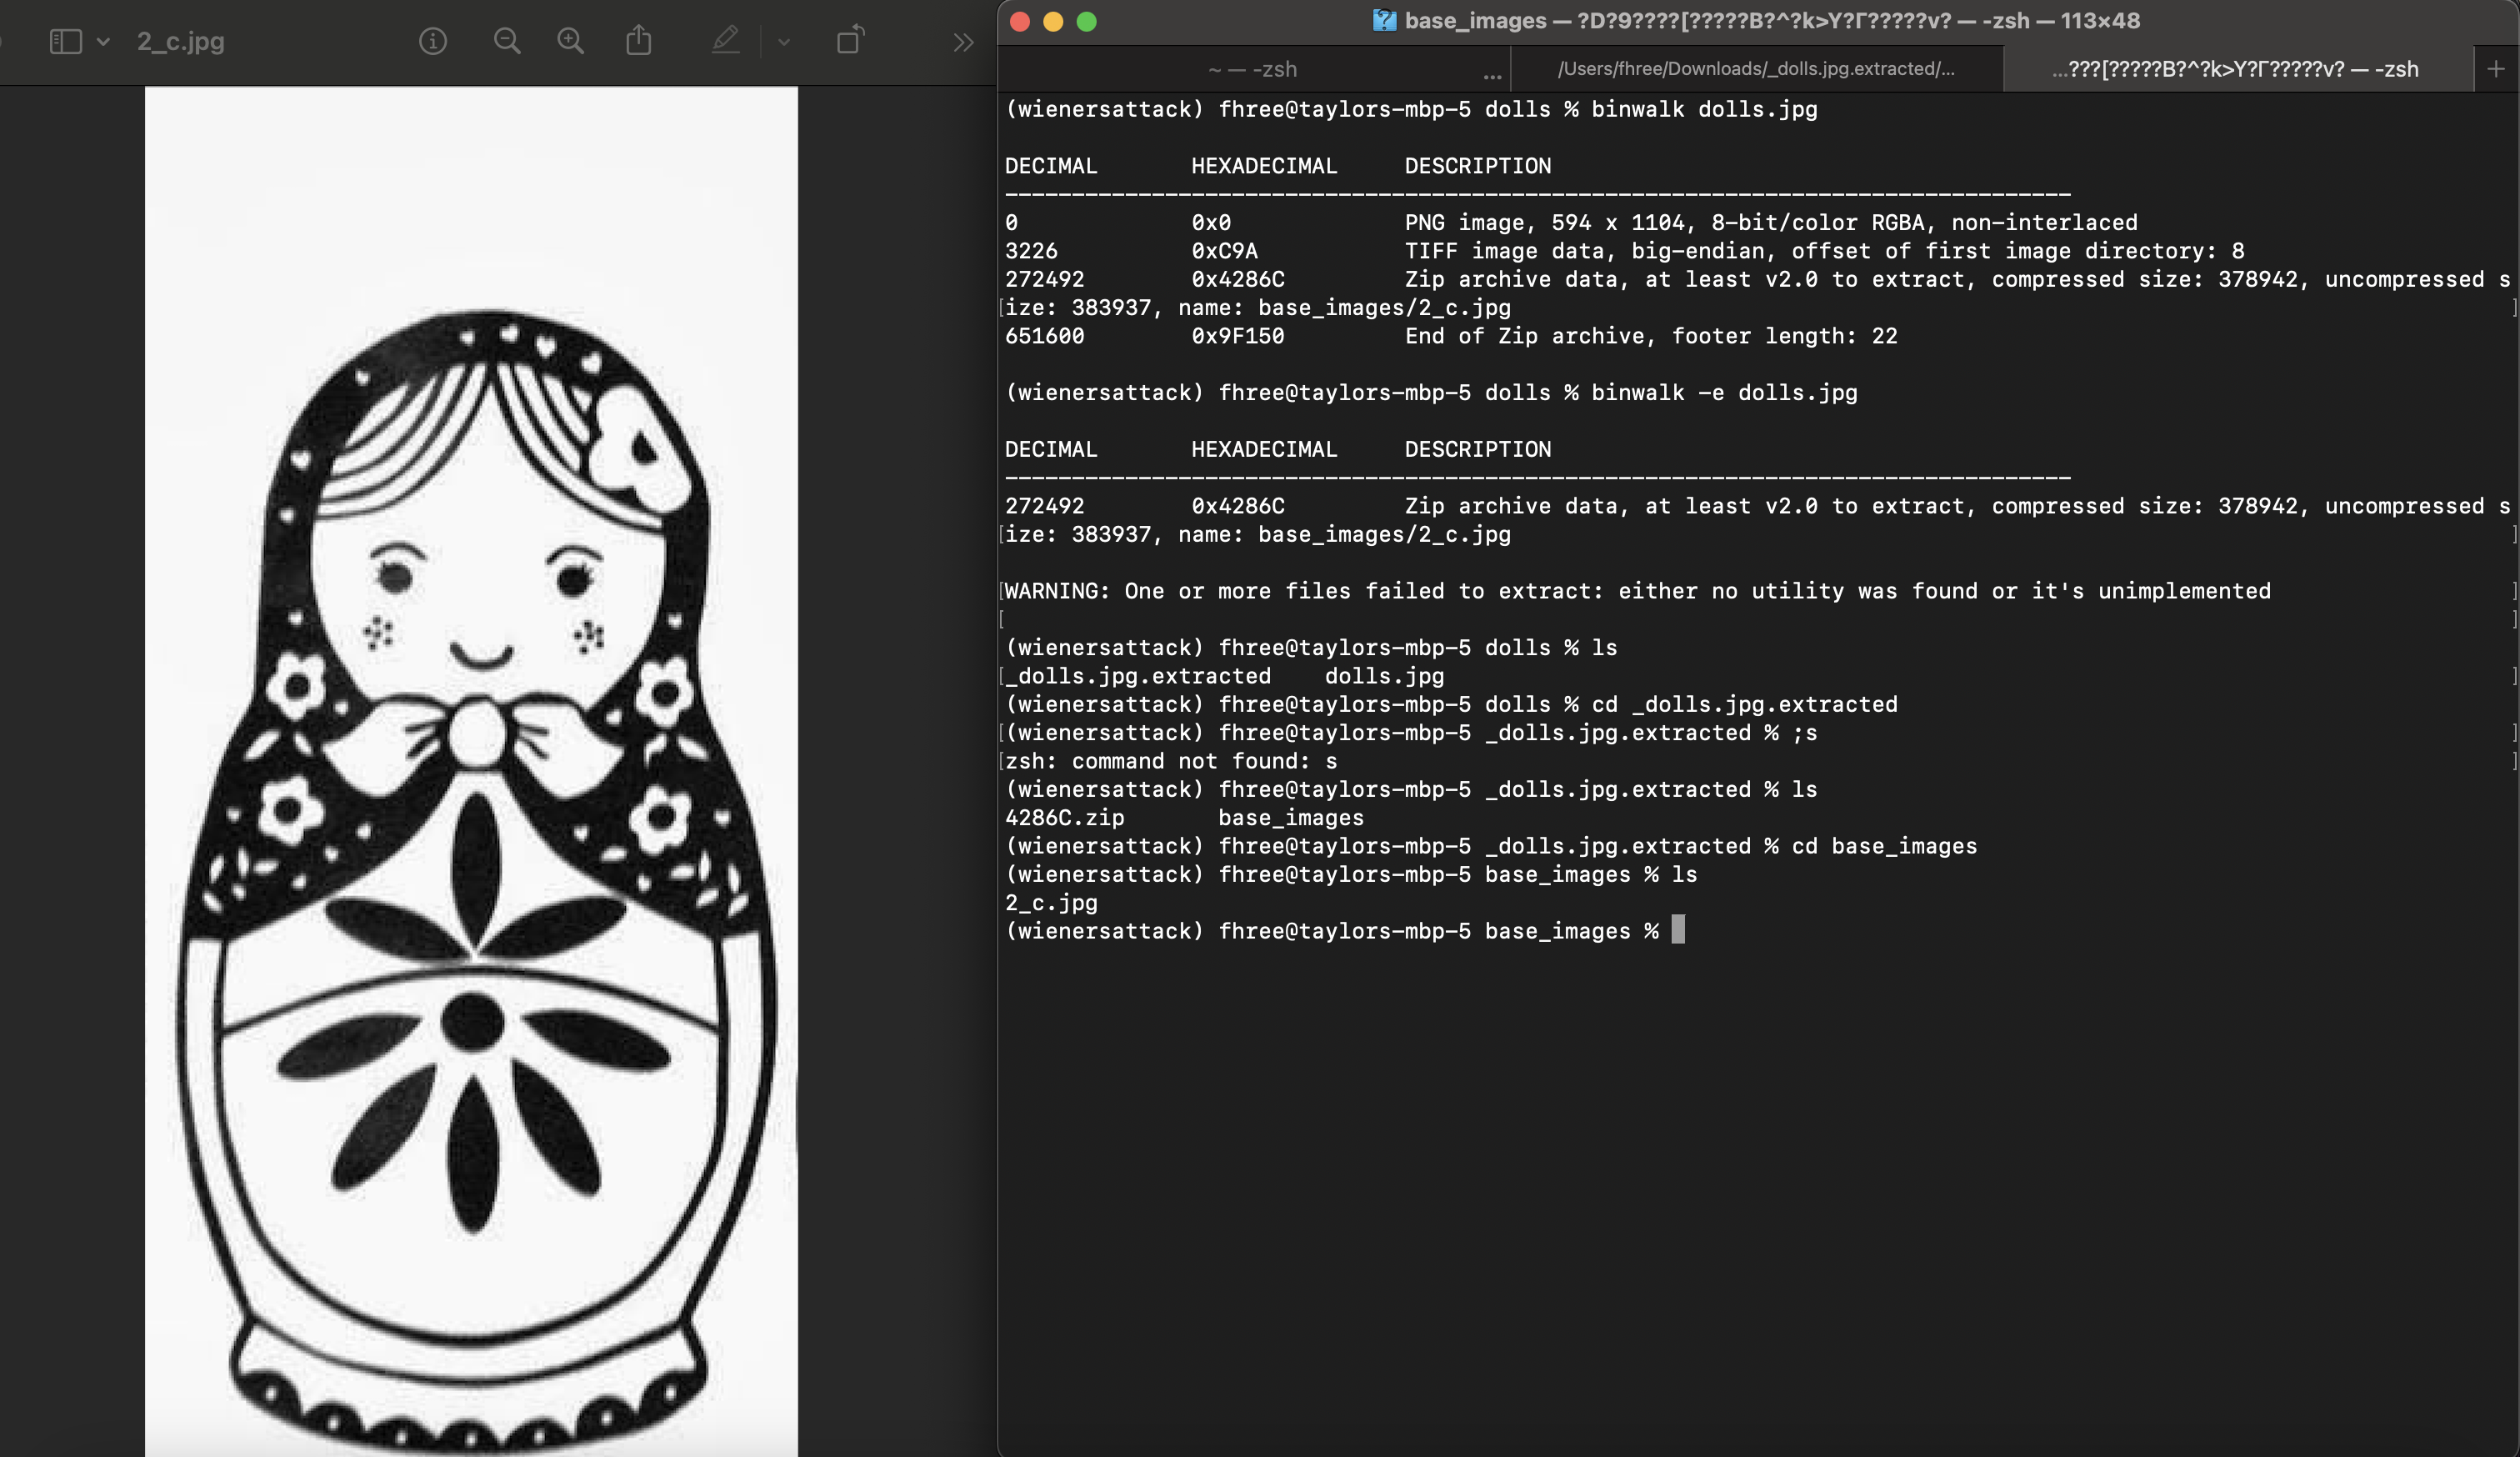 2_c.jpg
base_images — ?D?9????[?????B?^?k>Y?Γ?????v? — -zsh — 113×48
~ — -zsh
...
/Users/fhree/Downloads/_dolls.jpg.extracted/...
...???[?????B?^?k>Y?Γ?????v? — -zsh
(wienersattack) fhree@taylors-mbp-5 dolls % binwalk dolls.jpg
DECIMAL HEXADECIMAL DESCRIPTION
--------------------------------------------------------------------------------
0 0x0 PNG image, 594 x 1104, 8-bit/color RGBA, non-interlaced
3226 0xC9A TIFF image data, big-endian, offset of first image directory: 8
272492 0x4286C Zip archive data, at least v2.0 to extract, compressed size: 378942, uncompressed s
[ize: 383937, name: base_images/2_c.jpg ]
651600 0x9F150 End of Zip archive, footer length: 22
(wienersattack) fhree@taylors-mbp-5 dolls % binwalk -e dolls.jpg
DECIMAL HEXADECIMAL DESCRIPTION
--------------------------------------------------------------------------------
272492 0x4286C Zip archive data, at least v2.0 to extract, compressed size: 378942, uncompressed s
[ize: 383937, name: base_images/2_c.jpg ]
[WARNING: One or more files failed to extract: either no utility was found or it's unimplemented ]
[ ]
(wienersattack) fhree@taylors-mbp-5 dolls % ls
[_dolls.jpg.extracted dolls.jpg ]
(wienersattack) fhree@taylors-mbp-5 dolls % cd _dolls.jpg.extracted
[(wienersattack) fhree@taylors-mbp-5 _dolls.jpg.extracted % ;s ]
[zsh: command not found: s ]
(wienersattack) fhree@taylors-mbp-5 _dolls.jpg.extracted % ls
4286C.zip base_images
(wienersattack) fhree@taylors-mbp-5 _dolls.jpg.extracted % cd base_images
(wienersattack) fhree@taylors-mbp-5 base_images % ls
2_c.jpg
(wienersattack) fhree@taylors-mbp-5 base_images %